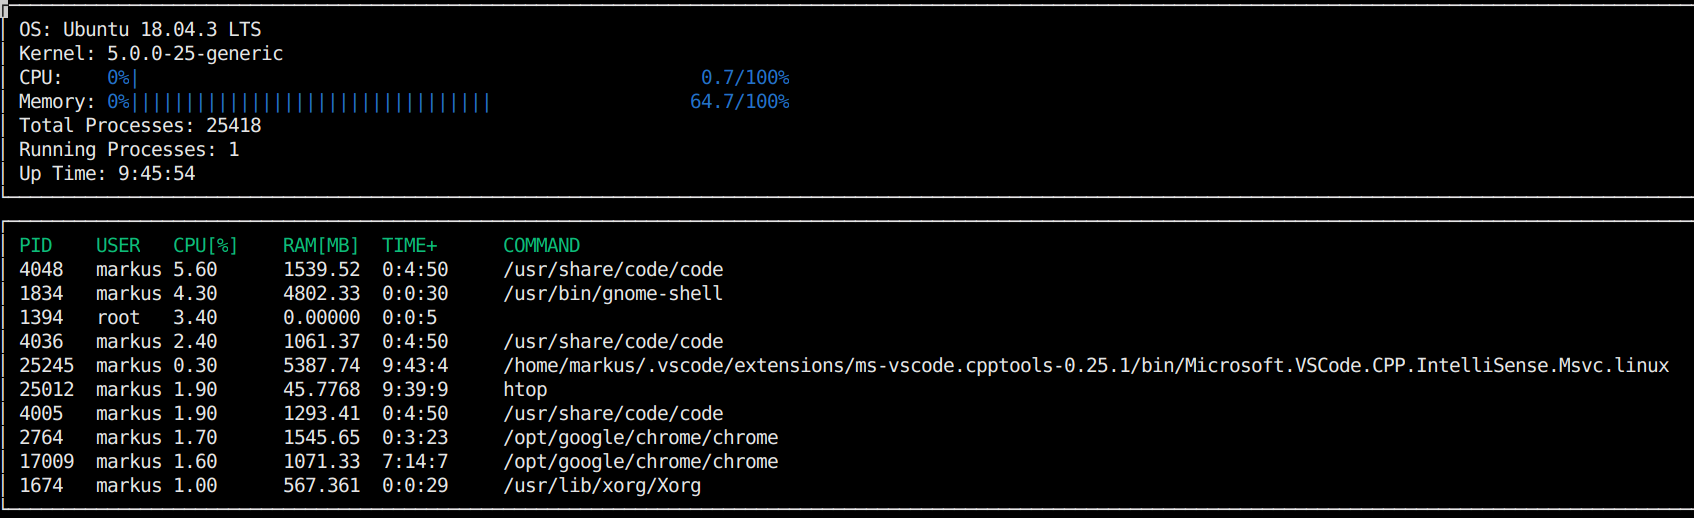 OS: Ubuntu 18.04.3 LTS
Kernel: 5.0.0-25-generic
CPU:    0%|                                                   0.7/100%
Memory: 0%|||||||||||||||||||||||||||||||||                  64.7/100%
Total Processes: 25418
Running Processes: 1
Up Time: 9:45:54
PID    USER   CPU[%]    RAM[MB]  TIME+      COMMAND
4048   markus 5.60      1539.52  0:4:50     /usr/share/code/code
1834   markus 4.30      4802.33  0:0:30     /usr/bin/gnome-shell
1394   root   3.40      0.00000  0:0:5
4036   markus 2.40      1061.37  0:4:50     /usr/share/code/code
25245  markus 0.30      5387.74  9:43:4     /home/markus/.vscode/extensions/ms-vscode.cpptools-0.25.1/bin/Microsoft.VSCode.CPP.IntelliSense.Msvc.linux
25012  markus 1.90      45.7768  9:39:9     htop
4005   markus 1.90      1293.41  0:4:50     /usr/share/code/code
2764   markus 1.70      1545.65  0:3:23     /opt/google/chrome/chrome
17009  markus 1.60      1071.33  7:14:7     /opt/google/chrome/chrome
1674   markus 1.00      567.361  0:0:29     /usr/lib/xorg/Xorg